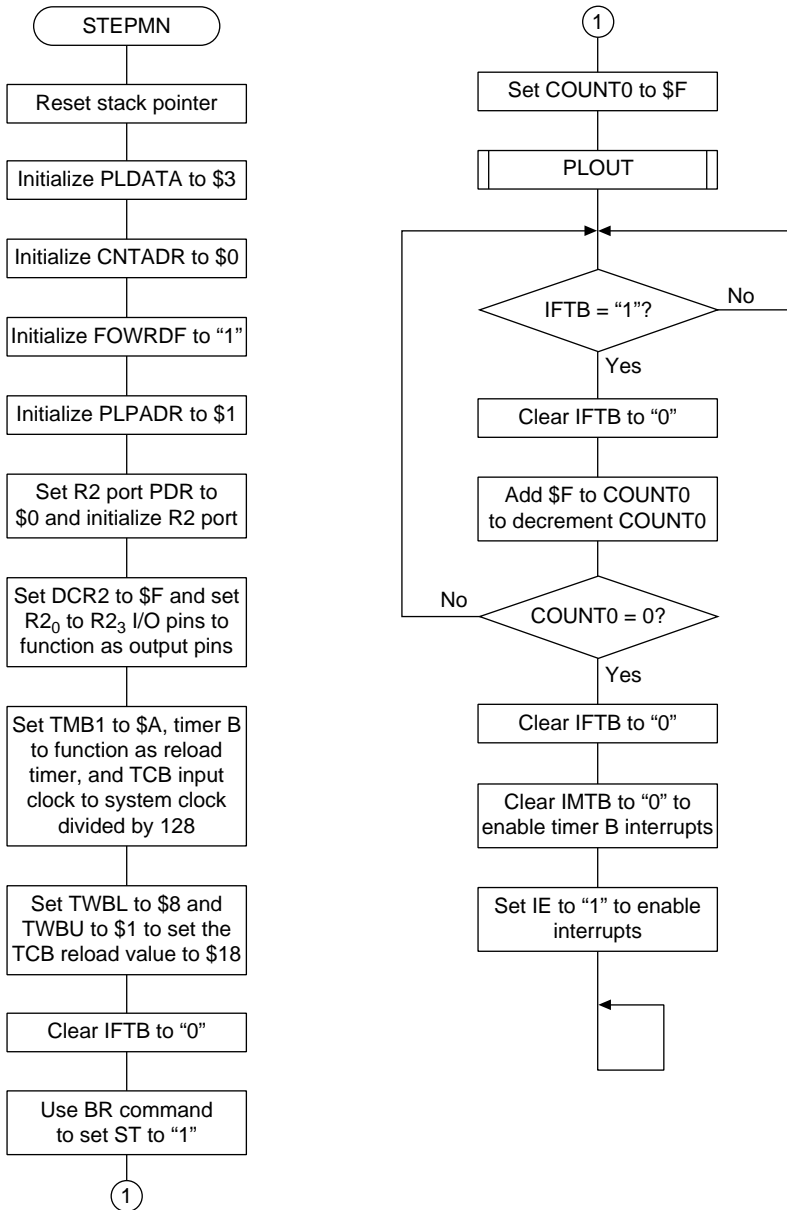 STEPMN
Reset stack pointer
Initialize PLDATA to $3
Initialize CNTADR to $0
Initialize FOWRDF to “1”
Initialize PLPADR to $1
Set R2 port PDR to
$0 and initialize R2 port
Set DCR2 to $F and set
R2₀ to R2₃ I/O pins to
function as output pins
Set TMB1 to $A, timer B
to function as reload
timer, and TCB input
clock to system clock
divided by 128
Set TWBL to $8 and
TWBU to $1 to set the
TCB reload value to $18
Clear IFTB to “0”
Use BR command
to set ST to “1”
1
1
Set COUNT0 to $F
PLOUT
IFTB = “1”?
No
Yes
Clear IFTB to “0”
Add $F to COUNT0
to decrement COUNT0
No
COUNT0 = 0?
Yes
Clear IFTB to “0”
Clear IMTB to “0” to
enable timer B interrupts
Set IE to “1” to enable
interrupts